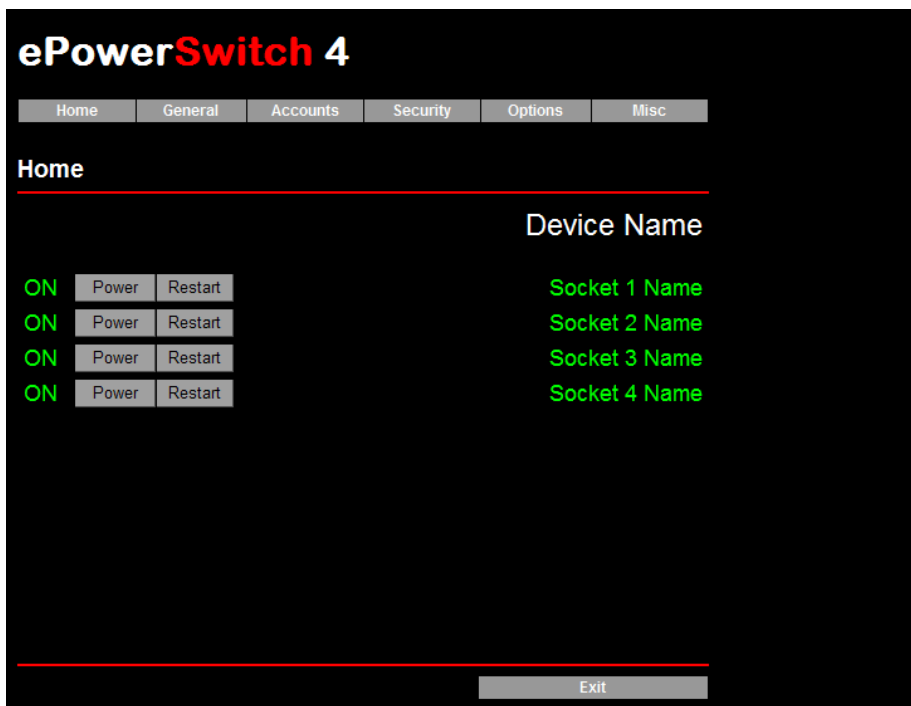 ePowerSwitch 4
Home General Accounts Security Options Misc
Home
Device Name
ON Power Restart Socket 1 Name
ON Power Restart Socket 2 Name
ON Power Restart Socket 3 Name
ON Power Restart Socket 4 Name
Exit